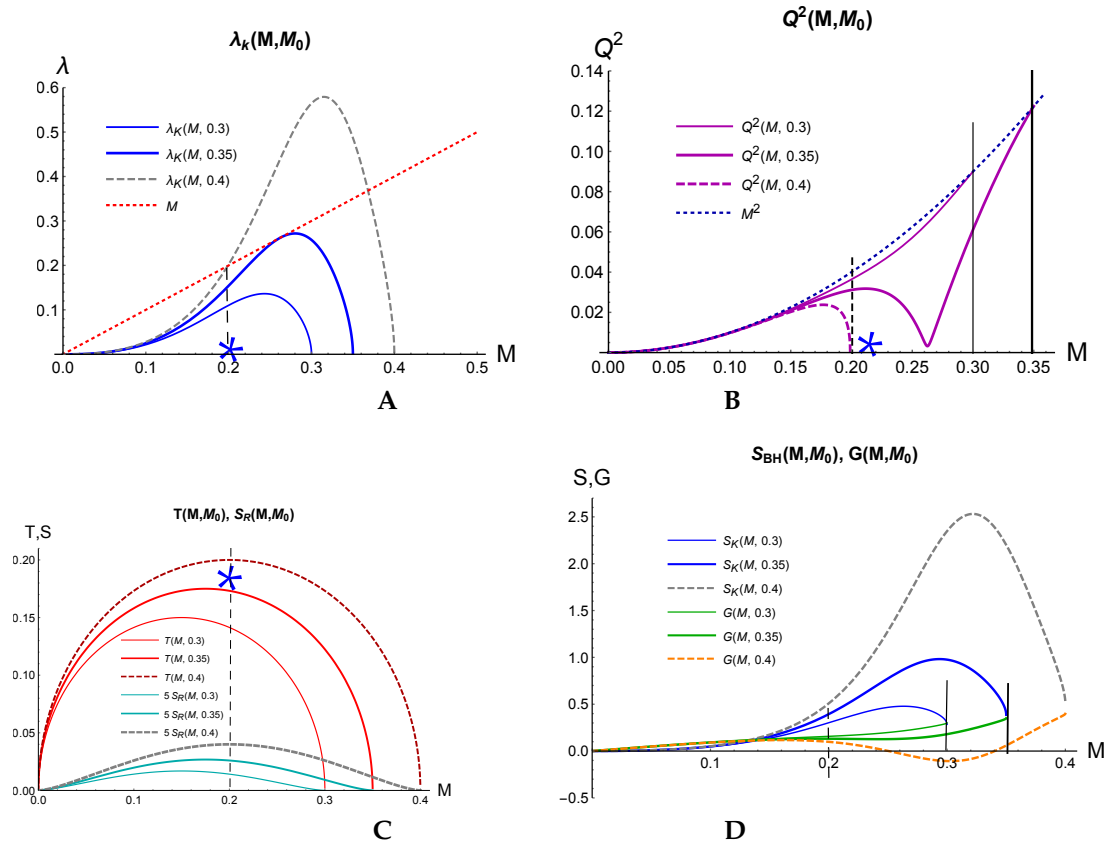 λk(M,M0)
λ
0.6
0.5
0.4
0.3
0.2
0.1
0.0 0.1 0.2 0.3 0.4 0.5 M
λK(M, 0.3)
λK(M, 0.35)
λK(M, 0.4)
M
A
Q²(M,M0)
Q²
0.14
0.12
0.10
0.08
0.06
0.04
0.02
0.00 0.05 0.10 0.15 0.20 0.25 0.30 0.35 M
Q²(M, 0.3)
Q²(M, 0.35)
Q²(M, 0.4)
M²
B
T(M,M0), SR(M,M0)
T,S
0.20
0.15
0.10
0.05
0.00
0.0 0.1 0.2 0.3 0.4 M
T(M, 0.3)
T(M, 0.35)
T(M, 0.4)
5 SR(M, 0.3)
5 SR(M, 0.35)
5 SR(M, 0.4)
C
SBH(M,M0), G(M,M0)
S,G
2.5
2.0
1.5
1.0
0.5
0.0
-0.5
0.1 0.2 0.3 0.4 M
SK(M, 0.3)
SK(M, 0.35)
SK(M, 0.4)
G(M, 0.3)
G(M, 0.35)
G(M, 0.4)
D